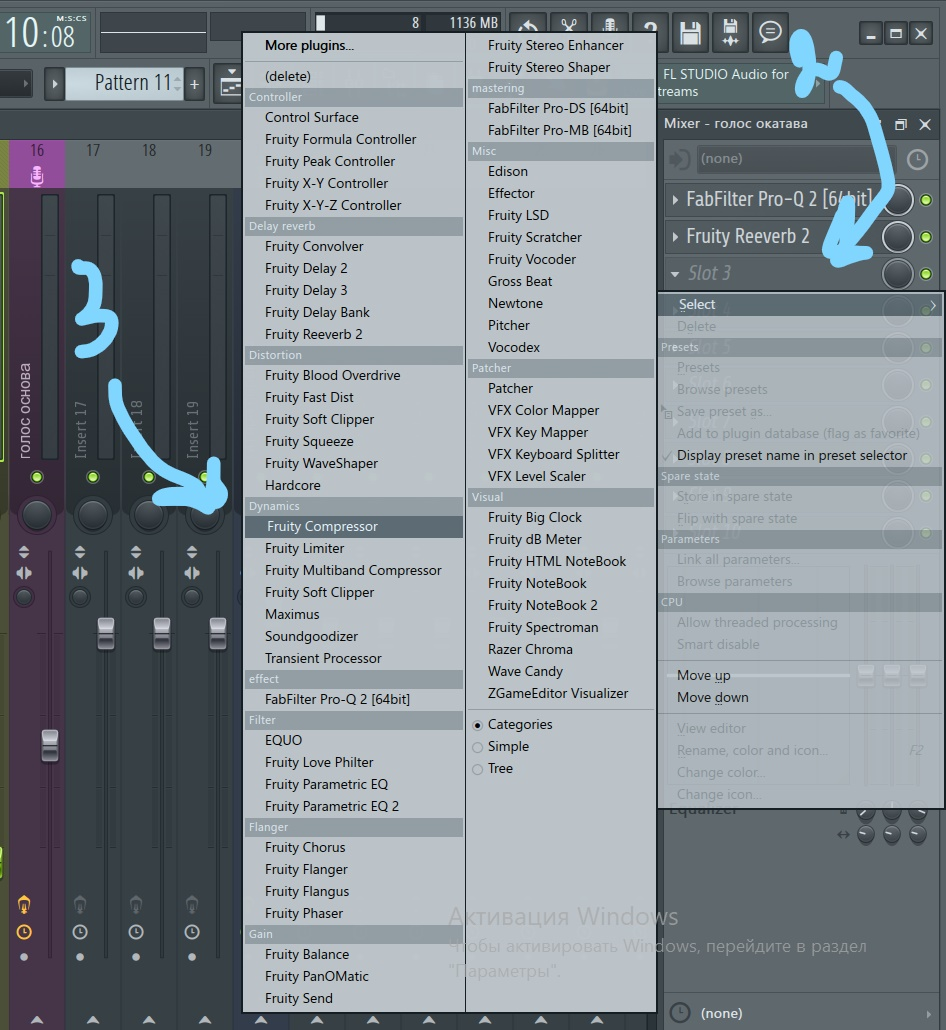 10:08
M:S:CS
8
1136 MB
Pattern 11
+
FL STUDIO Audio for
treams
2
Mixer - голос окатава
(none)
FabFilter Pro-Q 2 [64bit]
Fruity Reeverb 2
Slot 3
16
17
18
19
голос основа
Insert 17
18
Insert 19
3
More plugins...
(delete)
Controller
Control Surface
Fruity Formula Controller
Fruity Peak Controller
Fruity X-Y Controller
Fruity X-Y-Z Controller
Delay reverb
Fruity Convolver
Fruity Delay 2
Fruity Delay 3
Fruity Delay Bank
Fruity Reeverb 2
Distortion
Fruity Blood Overdrive
Fruity Fast Dist
Fruity Soft Clipper
Fruity Squeeze
Fruity WaveShaper
Hardcore
Dynamics
Fruity Compressor
Fruity Limiter
Fruity Multiband Compressor
Fruity Soft Clipper
Maximus
Soundgoodizer
Transient Processor
effect
FabFilter Pro-Q 2 [64bit]
Filter
EQUO
Fruity Love Philter
Fruity Parametric EQ
Fruity Parametric EQ 2
Flanger
Fruity Chorus
Fruity Flanger
Fruity Flangus
Fruity Phaser
Gain
Fruity Balance
Fruity PanOMatic
Fruity Send
Fruity Stereo Enhancer
Fruity Stereo Shaper
mastering
FabFilter Pro-DS [64bit]
FabFilter Pro-MB [64bit]
Misc
Edison
Effector
Fruity LSD
Fruity Scratcher
Fruity Vocoder
Gross Beat
Newtone
Pitcher
Vocodex
Patcher
Patcher
VFX Color Mapper
VFX Key Mapper
VFX Keyboard Splitter
VFX Level Scaler
Visual
Fruity Big Clock
Fruity dB Meter
Fruity HTML NoteBook
Fruity NoteBook
Fruity NoteBook 2
Fruity Spectroman
Razer Chroma
Wave Candy
ZGameEditor Visualizer
Categories
Simple
Tree
Select
Delete
Presets
Presets
Browse presets
Save preset as...
Add to plugin database (flag as favorite)
Display preset name in preset selector
Spare state
Store in spare state
Flip with spare state
Parameters
Link all parameters...
Browse parameters
CPU
Allow threaded processing
Smart disable
Move up
Move down
View editor
Rename, color and icon... F2
Change color...
Change icon...
Equalizer
Активация Windows
Чтобы активировать Windows, перейдите в раздел
"Параметры".
(none)